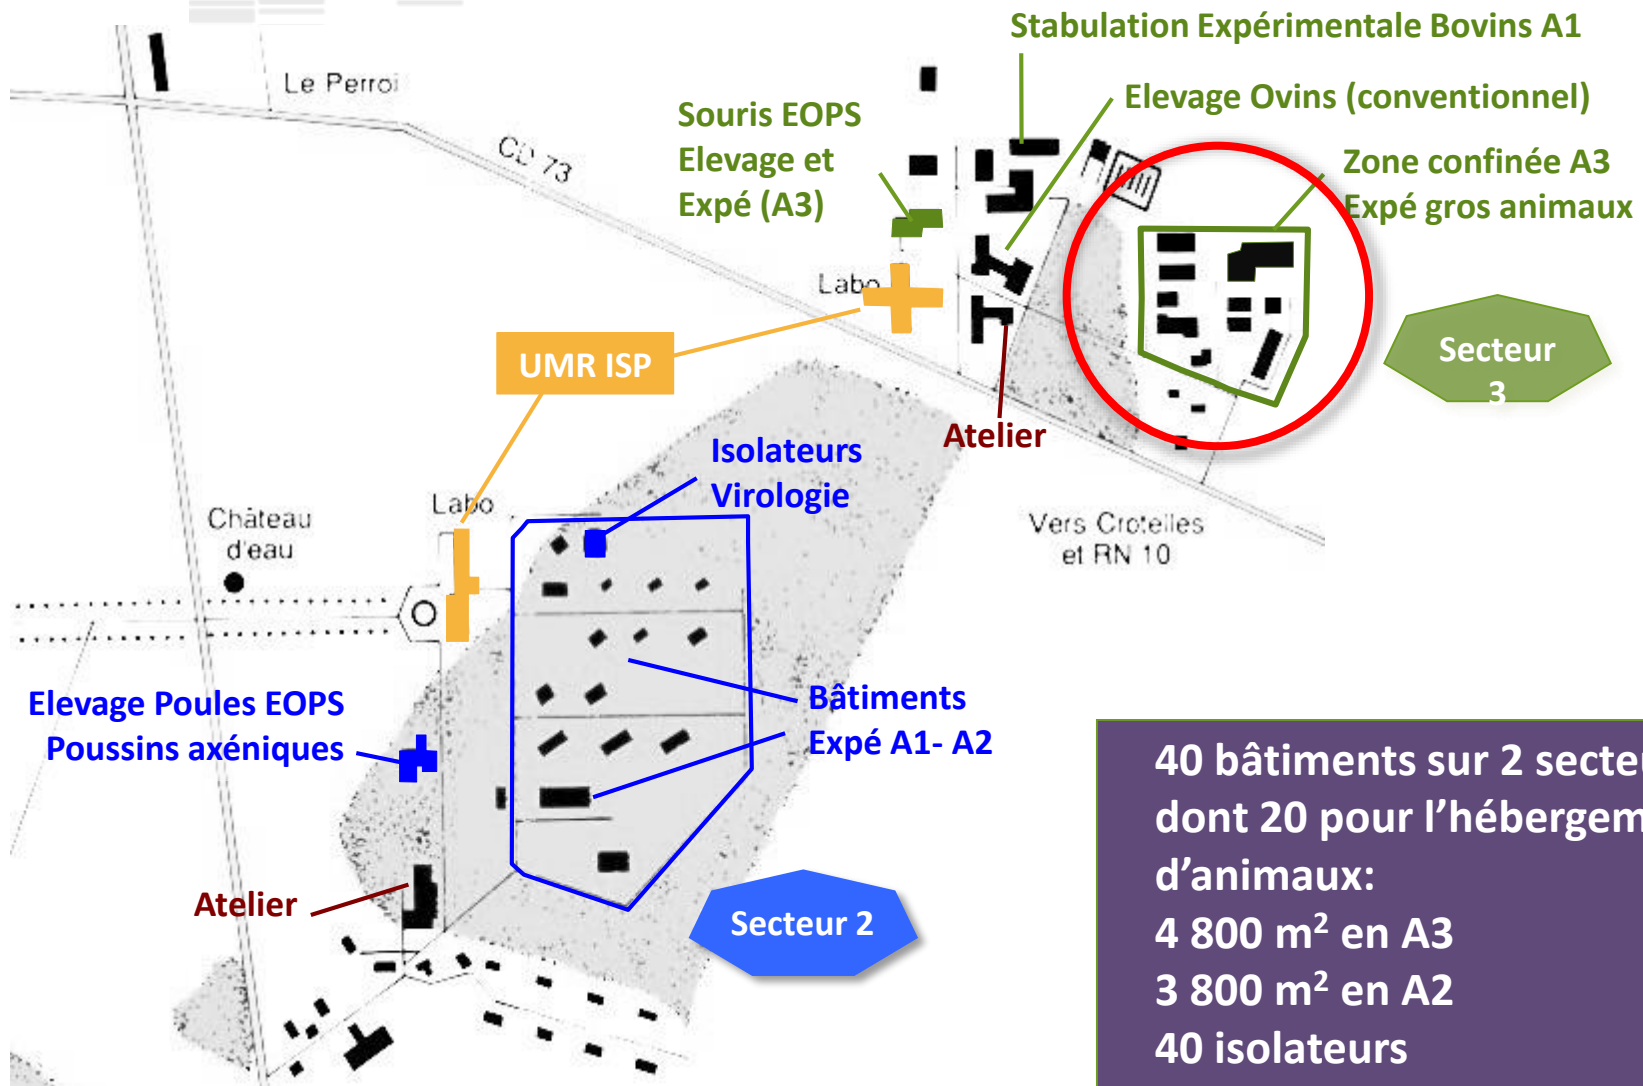 Stabulation Expérimentale Bovins A1
Le Perroi
Elevage Ovins (conventionnel)
Souris EOPS
Elevage et
Expé (A3)
CD 73
Zone confinée A3
Expé gros animaux
Labo
Secteur
3
UMR ISP
Atelier
Isolateurs
Virologie
Labo
Château
d'eau
Vers Crotelles
et RN 10
Elevage Poules EOPS
Poussins axéniques
Bâtiments
Expé A1- A2
Atelier
Secteur 2
40 bâtiments sur 2 secteu
dont 20 pour l’hébergem
d’animaux:
4 800 m² en A3
3 800 m² en A2
40 isolateurs